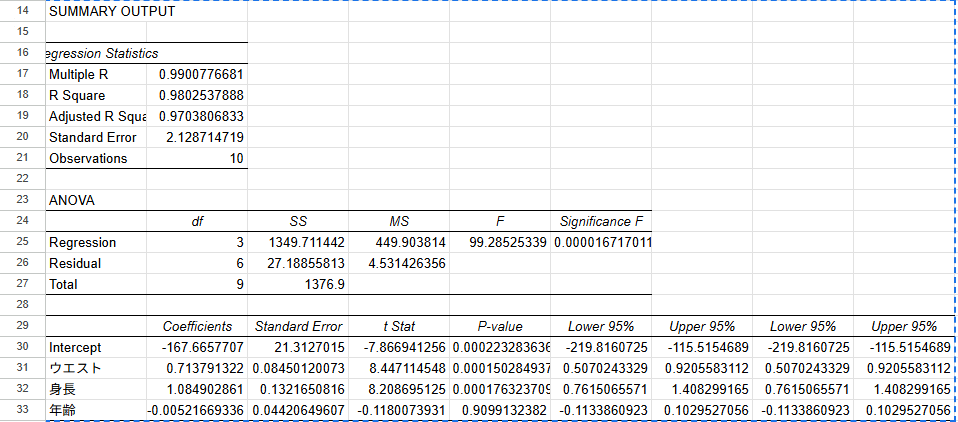 14 SUMMARY OUTPUT
15
16 egression Statistics
17 Multiple R 0.9900776681
18 R Square 0.9802537888
19 Adjusted R Squa 0.9703806833
20 Standard Error 2.128714719
21 Observations 10
22
23 ANOVA
24 df SS MS F Significance F
25 Regression 3 1349.711442 449.903814 99.28525339 0.000016717011
26 Residual 6 27.18855813 4.531426356
27 Total 9 1376.9
28
29 Coefficients Standard Error t Stat P-value Lower 95% Upper 95% Lower 95% Upper 95%
30 Intercept -167.6657707 21.3127015 -7.866941256 0.000223283636 -219.8160725 -115.5154689 -219.8160725 -115.5154689
31 ウエスト 0.713791322 0.08450120073 8.447114548 0.000150284937 0.5070243329 0.9205583112 0.5070243329 0.9205583112
32 身長 1.084902861 0.1321650816 8.208695125 0.000176323709 0.7615065571 1.408299165 0.7615065571 1.408299165
33 年齢 -0.00521669336 0.04420649607 -0.1180073931 0.9099132382 -0.1133860923 0.1029527056 -0.1133860923 0.1029527056